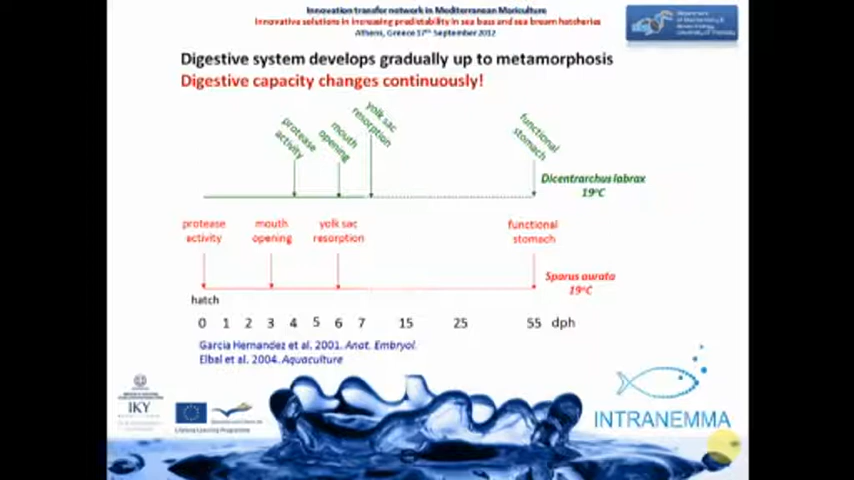 Innovation transfer network in Mediterranean Mariculture
Innovative solutions in increasing predictability in sea bass and sea bream hatcheries
Athens, Greece 17th September 2012
Digestive system develops gradually up to metamorphosis
Digestive capacity changes continuously!
protease
activity
mouth
opening
yolk sac
resorption
functional
stomach
Dicentrarchus labrax
19°C
protease
activity
mouth
opening
yolk sac
resorption
functional
stomach
Sparus aurata
19°C
hatch
0 1 2 3 4 5 6 7 15 25 55 dph
Garcia Hernandez et al. 2001. Anat. Embryol.
Elbal et al. 2004. Aquaculture
IKY
Lifelong Learning Programme
INTRANEMMA